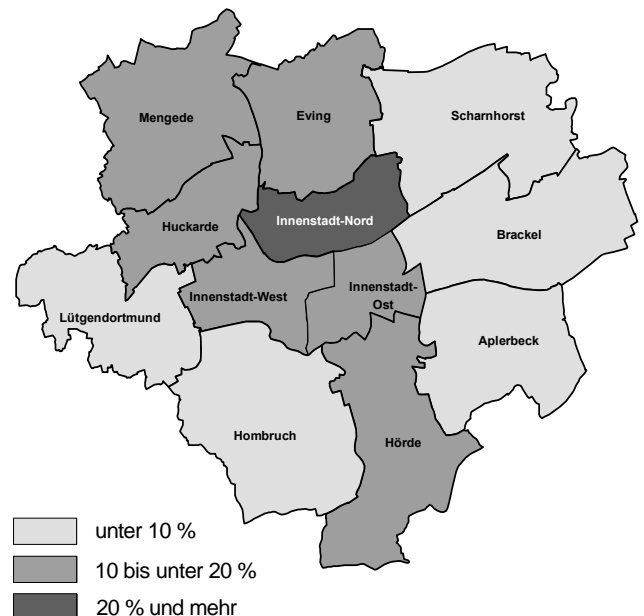 Mengede
Eving
Scharnhorst
Huckarde
Innenstadt-Nord
Brackel
Innenstadt-West
Innenstadt-
Ost
Lütgendortmund
Aplerbeck
Hombruch
Hörde
unter 10 %
10 bis unter 20 %
20 % und mehr